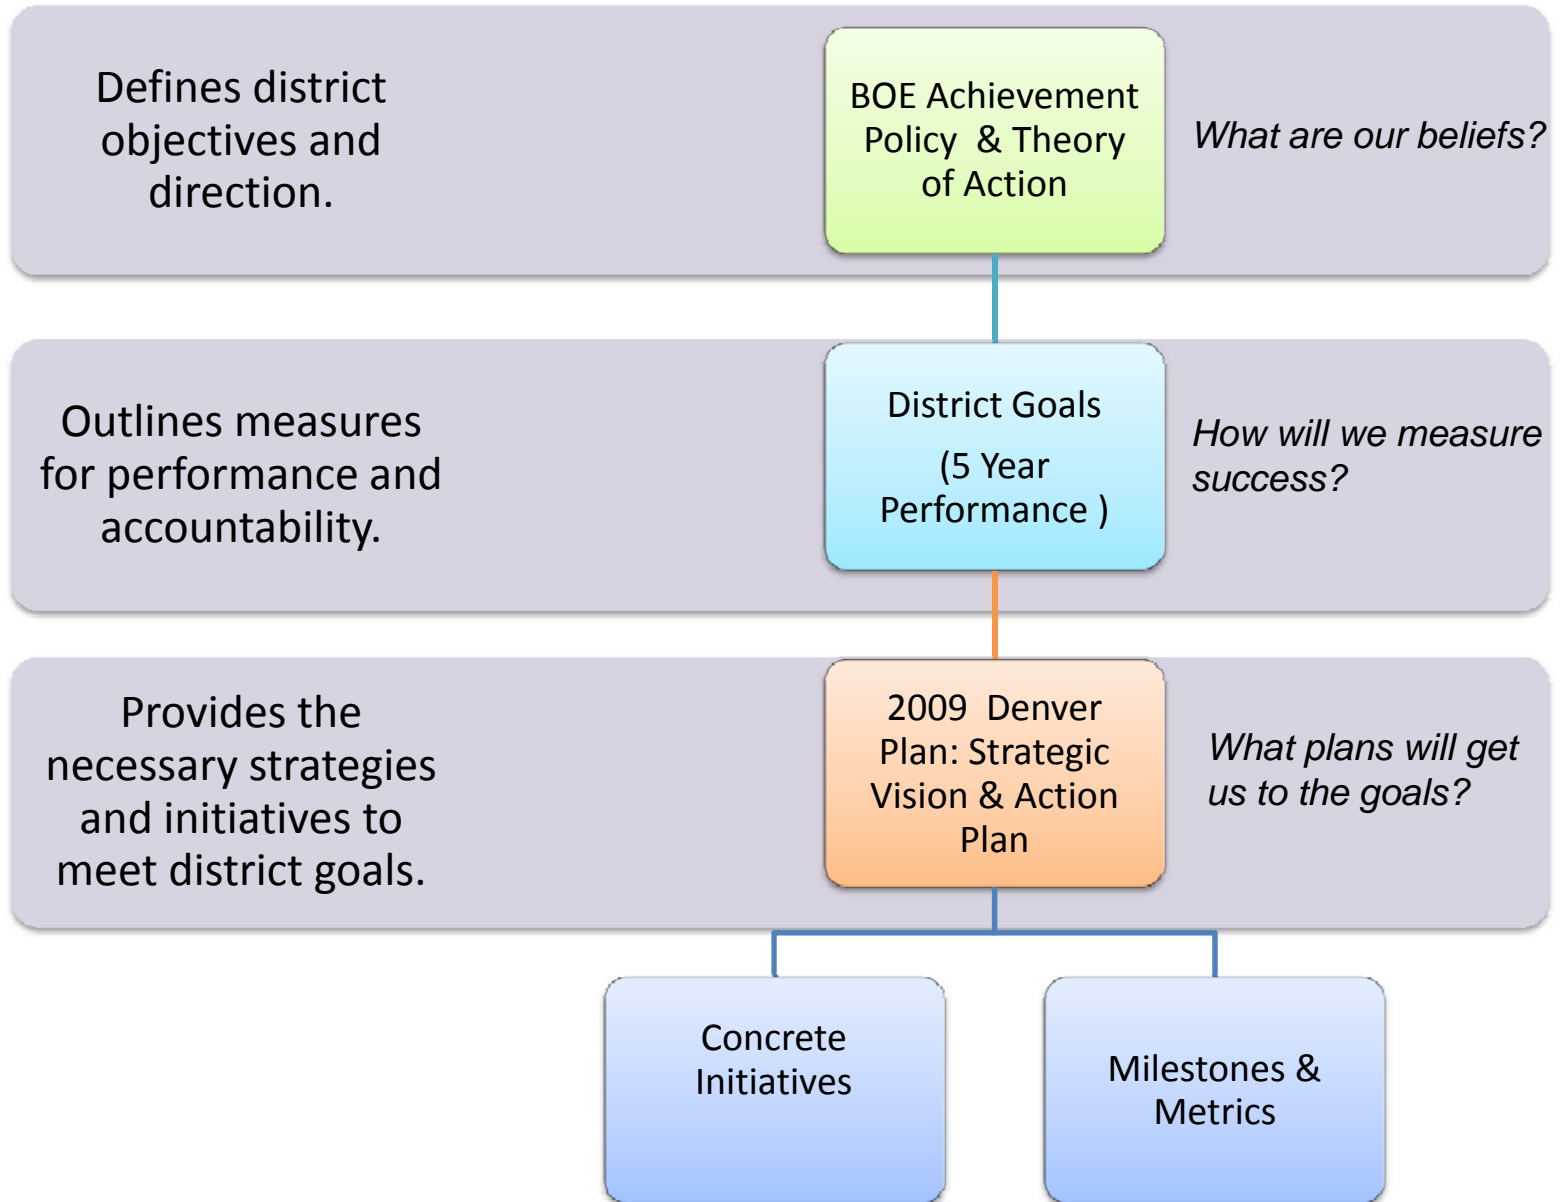 Defines district
objectives and
direction.
BOE Achievement
Policy & Theory
of Action
What are our beliefs?
Outlines measures
for performance and
accountability.
District Goals
(5 Year
Performance )
How will we measure
success?
Provides the
necessary strategies
and initiatives to
meet district goals.
2009 Denver
Plan: Strategic
Vision & Action
Plan
What plans will get
us to the goals?
Concrete
Initiatives
Milestones &
Metrics